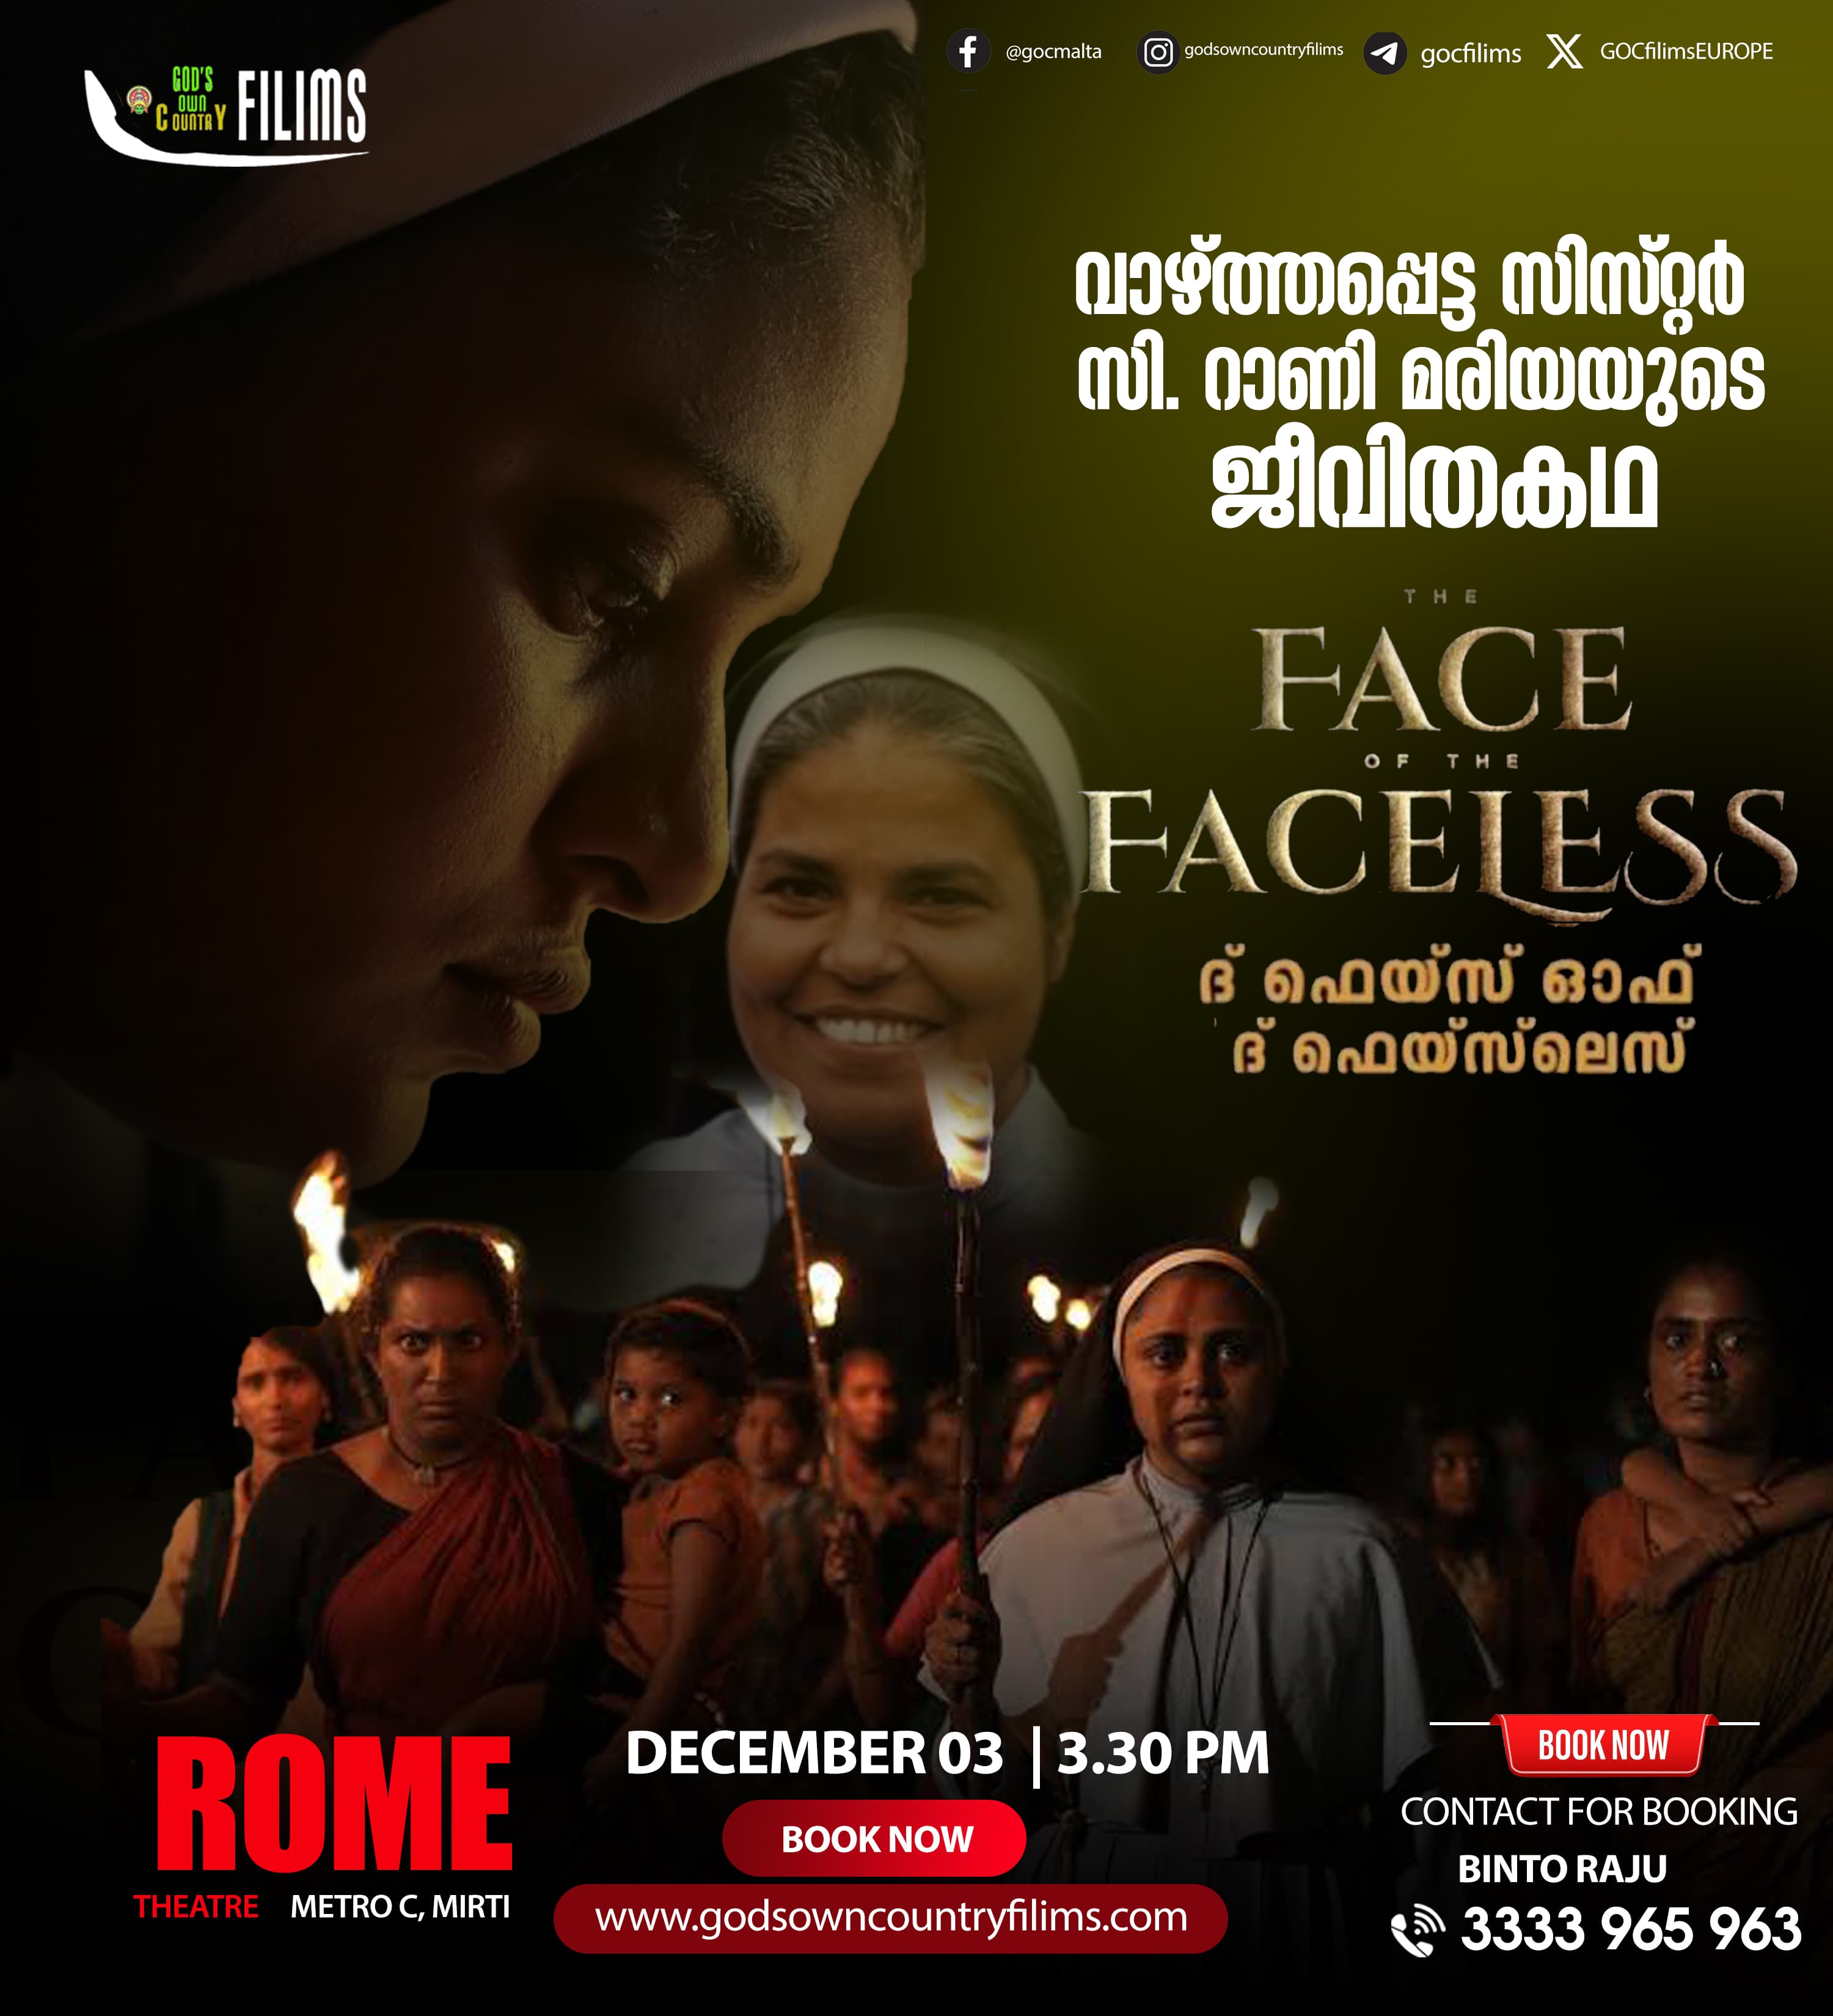 GOD'S
OWN
COUNTRY FILIMS
@gocmalta godsowncountryfilims gocfilims GOCfilimsEUROPE
വാഴ്ത്തപ്പെട്ട സിസ്റ്റർ
സി. റാണി മരിയയുടെ
ജീവിതകഥ
THE
FACE
OF THE
FACELESS
ദ് ഫെയ്സ് ഓഫ്
ദ് ഫെയ്സ്‌ലെസ്
ROME
THEATRE METRO C, MIRTI
DECEMBER 03 | 3.30 PM
BOOK NOW
www.godsowncountryfilims.com
BOOK NOW
CONTACT FOR BOOKING
BINTO RAJU
3333 965 963